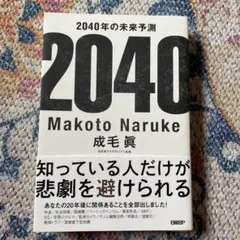 2040年の未来予測
2040
Makoto Naruke
成毛 眞
知っている人だけが
悲劇を避けられる
あなたの20年後に関係あることを全部出しました!
日経BP